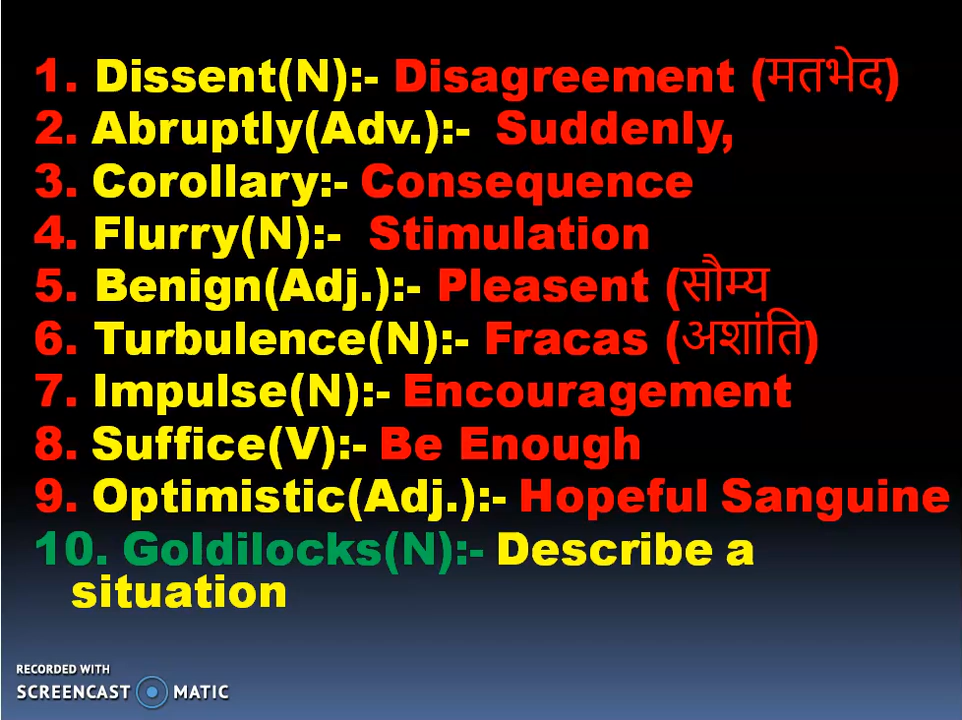 1. Dissent(N):- Disagreement (मतभेद)
2. Abruptly(Adv.):- Suddenly,
3. Corollary:- Consequence
4. Flurry(N):- Stimulation
5. Benign(Adj.):- Pleasent (सौम्य
6. Turbulence(N):- Fracas (अशांति)
7. Impulse(N):- Encouragement
8. Suffice(V):- Be Enough
9. Optimistic(Adj.):- Hopeful Sanguine
10. Goldilocks(N):- Describe a
situation
RECORDED WITH
SCREENCAST MATIC